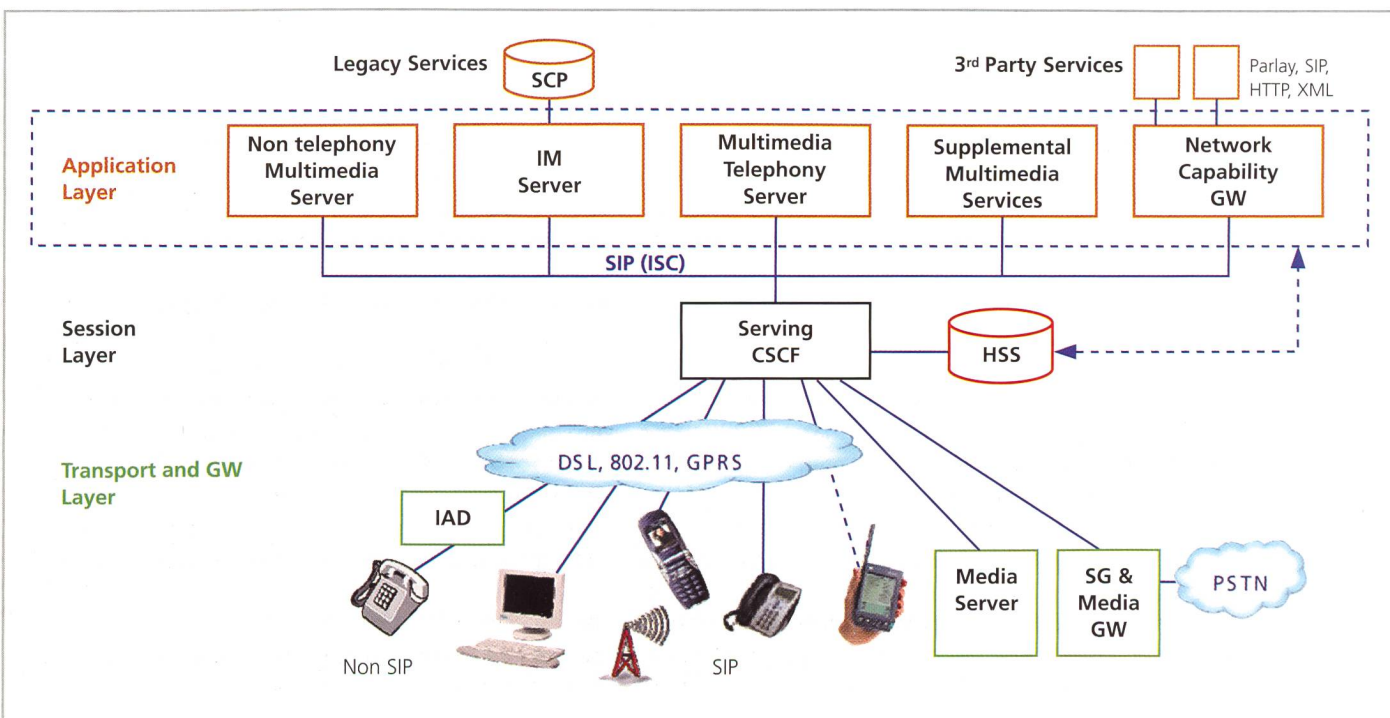 Legacy Services
SCP
3rd Party Services
Parlay, SIP,
HTTP, XML
Application
Layer
Non telephony
Multimedia
Server
IM
Server
Multimedia
Telephony
Server
Supplemental
Multimedia
Services
Network
Capability
GW
SIP (ISC)
Session
Layer
Serving
CSCF
HSS
Transport and GW
Layer
DSL, 802.11, GPRS
IAD
Media
Server
SG &
Media
GW
PSTN
Non SIP
SIP